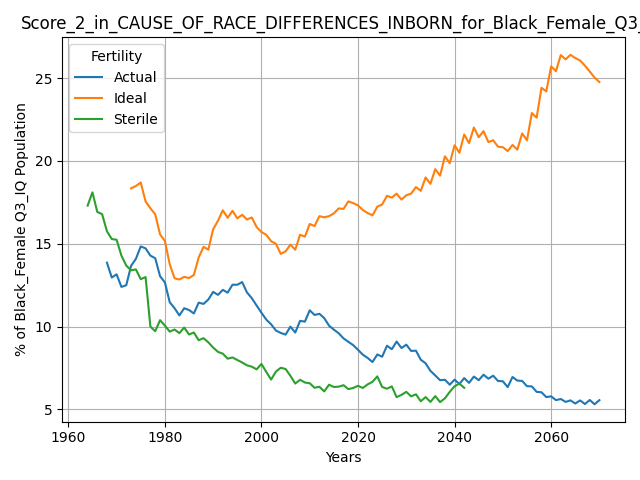 Score_2_in_CAUSE_OF_RACE_DIFFERENCES_INBORN_for_Black_Female_Q3_
Fertility
Actual
Ideal
Sterile
% of Black_Female Q3_IQ Population
25
20
15
10
5
1960 1980 2000 2020 2040 2060
Years